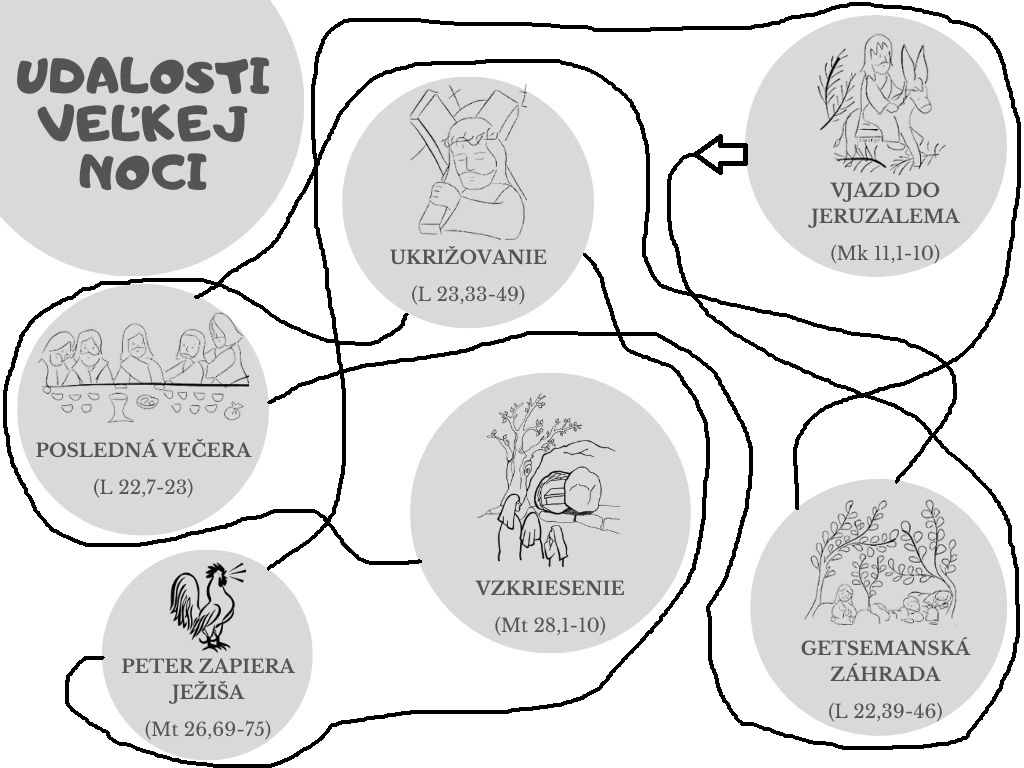 UDALOSTI
VEĽKEJ
NOCI
VJAZD DO
JERUZALEMA
(Mk 11,1-10)
UKRIŽOVANIE
(L 23,33-49)
POSLEDNÁ VEČERA
(L 22,7-23)
VZKRIESENIE
(Mt 28,1-10)
GETSEMANSKÁ
ZÁHRADA
(L 22,39-46)
PETER ZAPIERA
JEŽIŠA
(Mt 26,69-75)